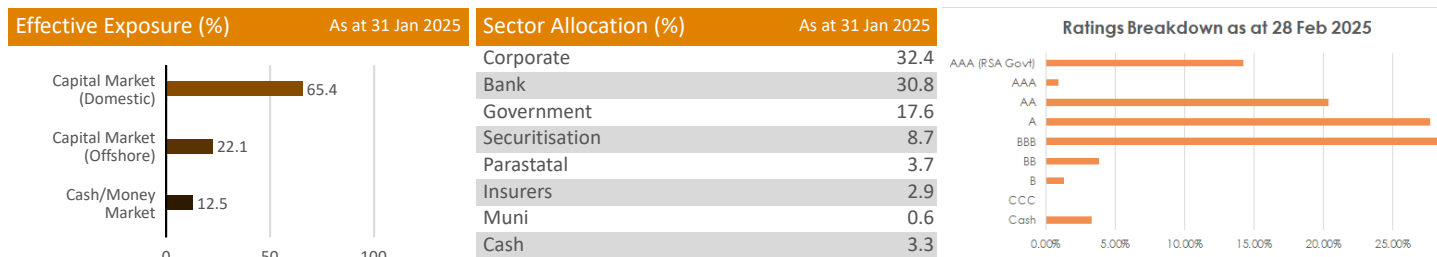 Effective Exposure (%) As at 31 Jan 2025
Capital Market
(Domestic)
65.4
Capital Market
(Offshore)
22.1
Cash/Money
Market
12.5
0 50 100
Sector Allocation (%) As at 31 Jan 2025
Corporate 32.4
Bank 30.8
Government 17.6
Securitisation 8.7
Parastatal 3.7
Insurers 2.9
Muni 0.6
Cash 3.3
Ratings Breakdown as at 28 Feb 2025
AAA (RSA Govt)
AAA
AA
A
BBB
BB
B
CCC
Cash
0.00% 5.00% 10.00% 15.00% 20.00% 25.00%